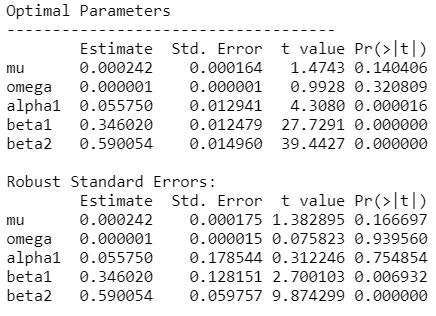 Optimal Parameters
------------------------------------
Estimate Std. Error t value Pr(>|t|)
mu 0.000242 0.000164 1.4743 0.140406
omega 0.000001 0.000001 0.9928 0.320809
alpha1 0.055750 0.012941 4.3080 0.000016
beta1 0.346020 0.012479 27.7291 0.000000
beta2 0.590054 0.014960 39.4427 0.000000
Robust Standard Errors:
Estimate Std. Error t value Pr(>|t|)
mu 0.000242 0.000175 1.382895 0.166697
omega 0.000001 0.000015 0.075823 0.939560
alpha1 0.055750 0.178544 0.312246 0.754854
beta1 0.346020 0.128151 2.700103 0.006932
beta2 0.590054 0.059757 9.874299 0.000000